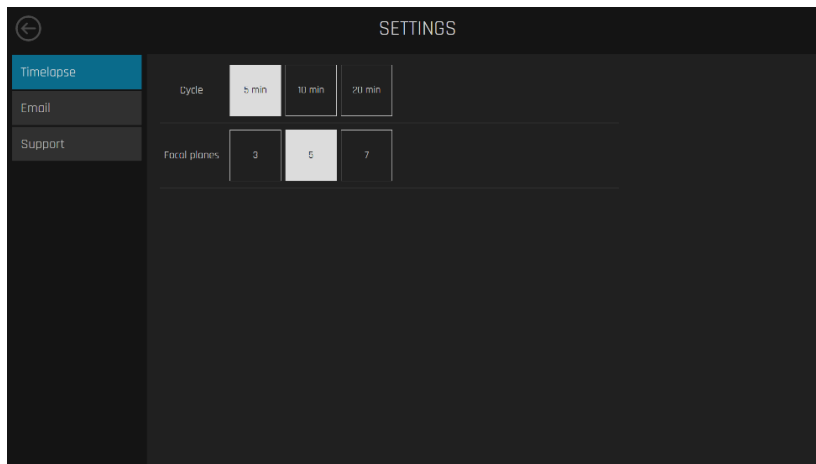 SETTINGS
Timelapse
Email
Support
Cycle 5 min 10 min 20 min
Focal planes 3 5 7